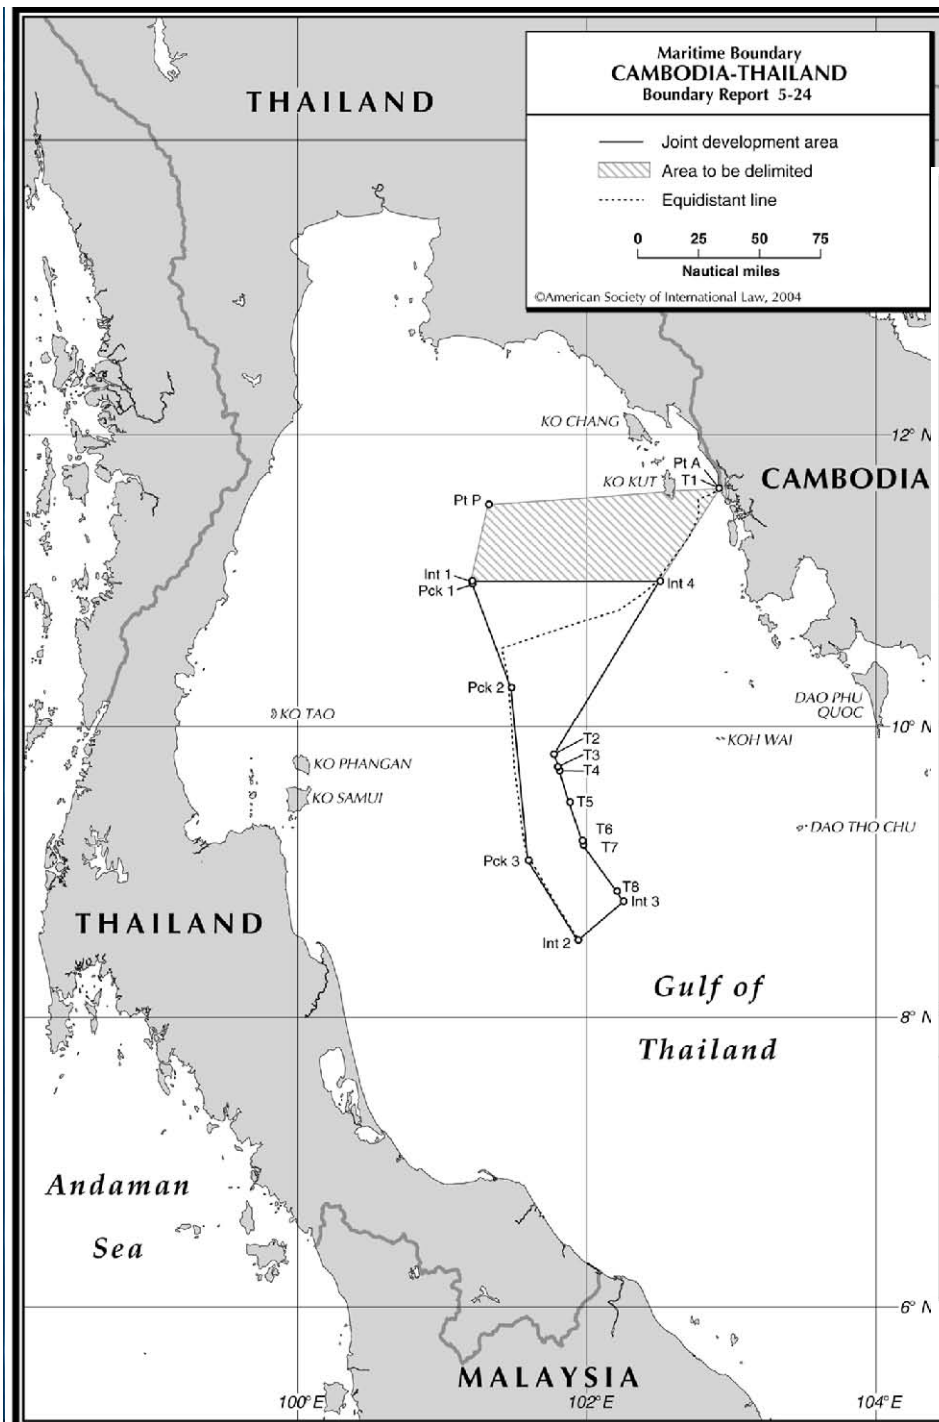 Maritime Boundary
CAMBODIA-THAILAND
Boundary Report 5-24
Joint development area
Area to be delimited
Equidistant line
0 25 50 75
Nautical miles
©American Society of International Law, 2004
THAILAND
KO CHANG
12° N
Pt A
KO KUT T1
CAMBODIA
Pt P
Int 1
Pck 1
Int 4
Pck 2
DAO PHU
QUOC
KO TAO
10° N
T2
KOH WAI
T3
T4
KO PHANGAN
KO SAMUI
T5
DAO THO CHU
T6
T7
Pck 3
T8
Int 3
THAILAND
Int 2
Gulf of
Thailand
8° N
Andaman
Sea
6° N
MALAYSIA
100°E 102°E 104°E